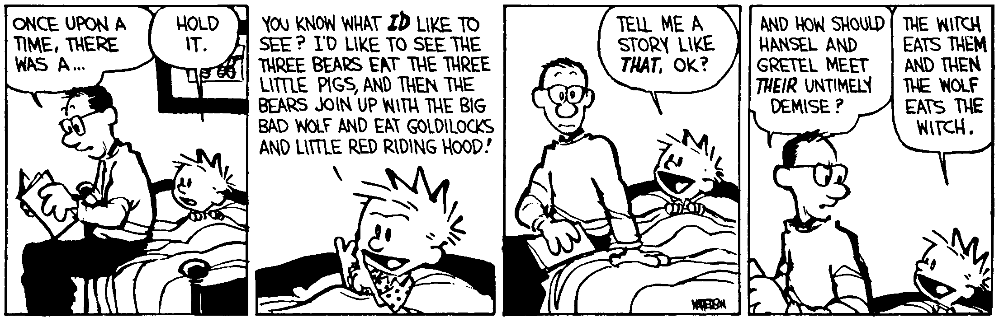 ONCE UPON A
TIME, THERE
WAS A...
HOLD
IT.
YOU KNOW WHAT I'D LIKE TO
SEE? I'D LIKE TO SEE THE
THREE BEARS EAT THE THREE
LITTLE PIGS, AND THEN THE
BEARS JOIN UP WITH THE BIG
BAD WOLF AND EAT GOLDILOCKS
AND LITTLE RED RIDING HOOD!
TELL ME A
STORY LIKE
THAT, OK?
WATTERSON
AND HOW SHOULD
HANSEL AND
GRETEL MEET
THEIR UNTIMELY
DEMISE?
THE WITCH
EATS THEM
AND THEN
THE WOLF
EATS THE
WITCH.